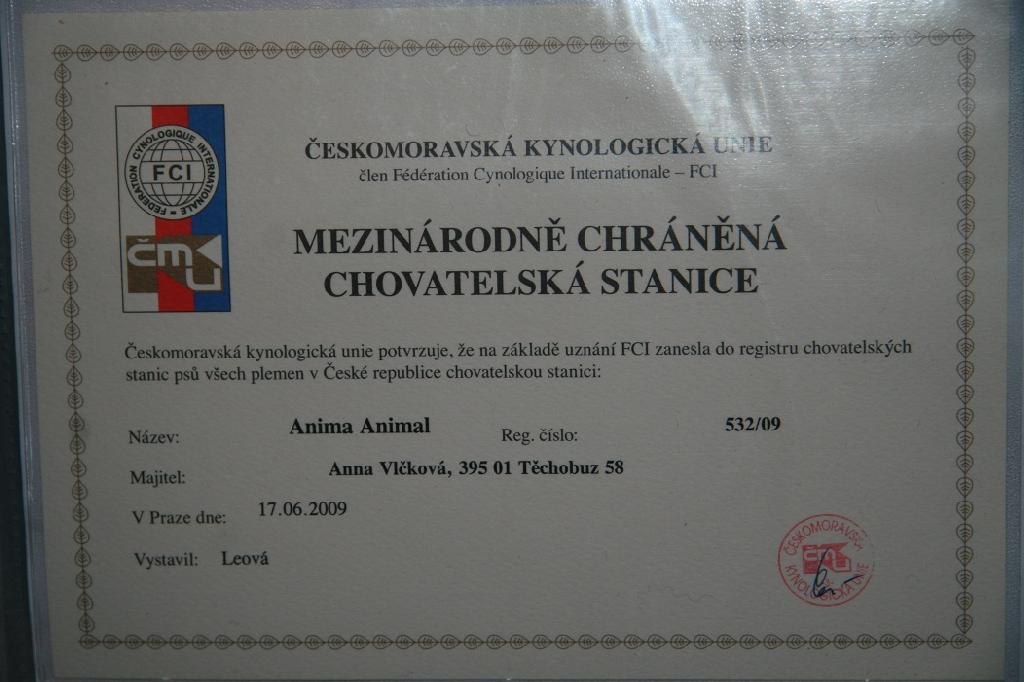 FEDERATION CYNOLOGIQUE INTERNATIONALE
FCI
čmKU
ČESKOMORAVSKÁ KYNOLOGICKÁ UNIE
člen Fédération Cynologique Internationale – FCI
MEZINÁRODNĚ CHRÁNĚNÁ
CHOVATELSKÁ STANICE
Českomoravská kynologická unie potvrzuje, že na základě uznání FCI zanesla do registru chovatelských
stanic psů všech plemen v České republice chovatelskou stanici:
Název: Anima Animal Reg. číslo: 532/09
Majitel: Anna Vlčková, 395 01 Těchobuz 58
V Praze dne: 17.06.2009
Vystavil: Leová
ČESKOMORAVSKÁ
čmKU
KYNOLOGICKÁ UNIE